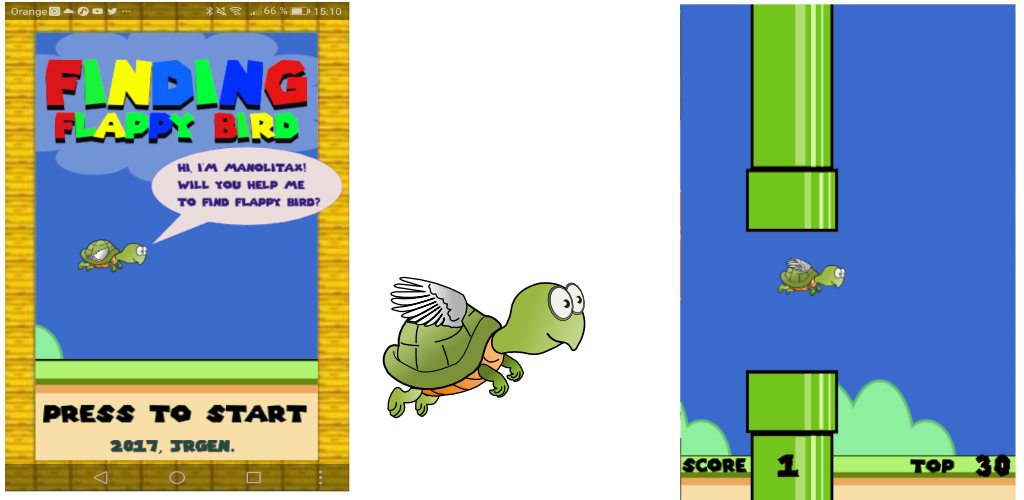 Orange ... 66 % 15:10
FINDING
FLAPPY BIRD
HI, I'M MANOLITAX!
WILL YOU HELP ME
TO FIND FLAPPY BIRD?
PRESS TO START
2017, JRGEN.
SCORE 1 TOP 30